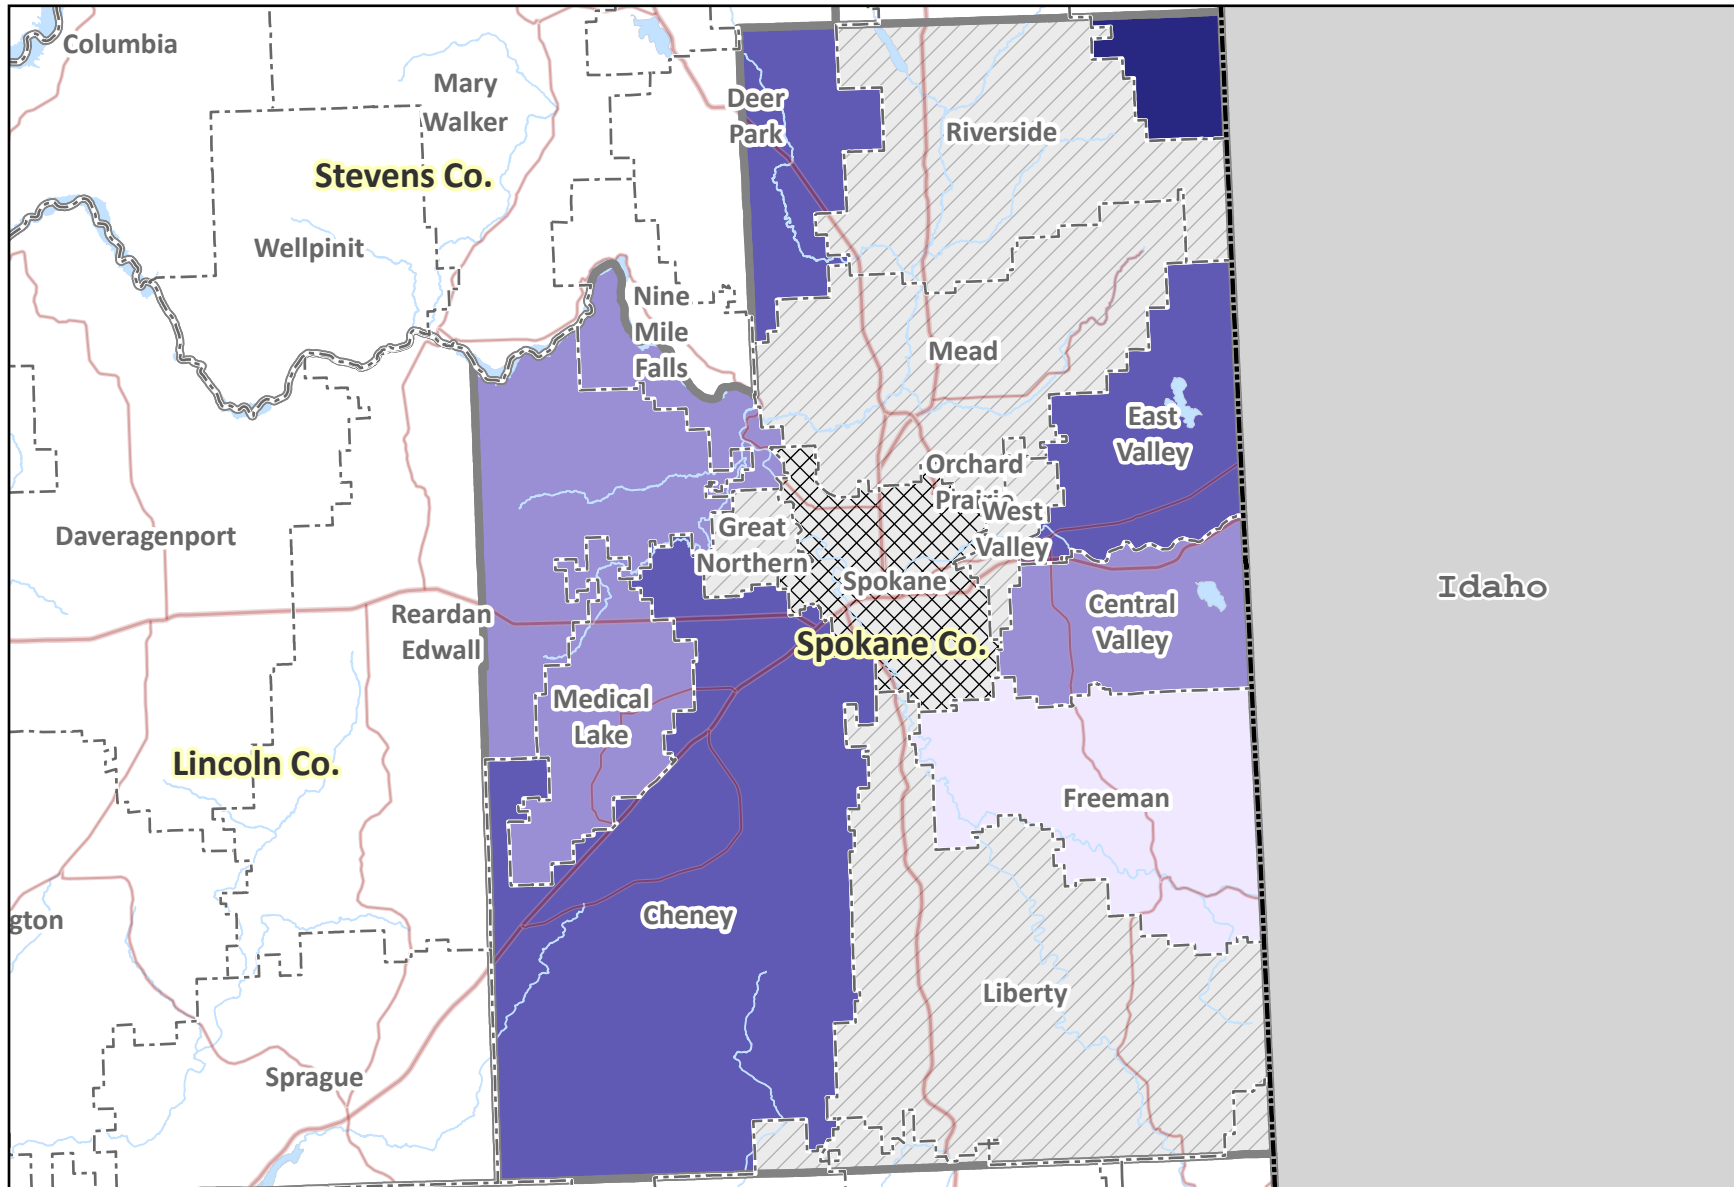 Columbia
Mary
Walker
Deer
Park
Riverside
Stevens Co.
Wellpinit
Nine
Mile
Falls
Mead
East
Valley
Orchard
Prairie
West
Valley
Great
Northern
Daveragenport
Spokane
Idaho
Reardan
Edwall
Central
Valley
Spokane Co.
Medical
Lake
Lincoln Co.
Freeman
gton
Cheney
Liberty
Sprague